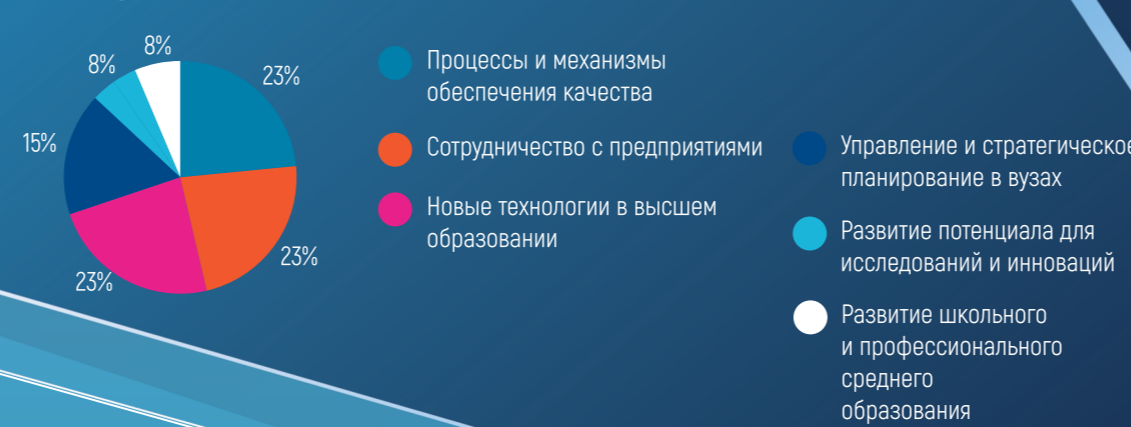 8%
8%
23%
15%
23%
23%
Процессы и механизмы
обеспечения качества
Сотрудничество с предприятиями
Новые технологии в высшем
образовании
Управление и стратегическое
планирование в вузах
Развитие потенциала для
исследований и инноваций
Развитие школьного
и профессионального
среднего
образования